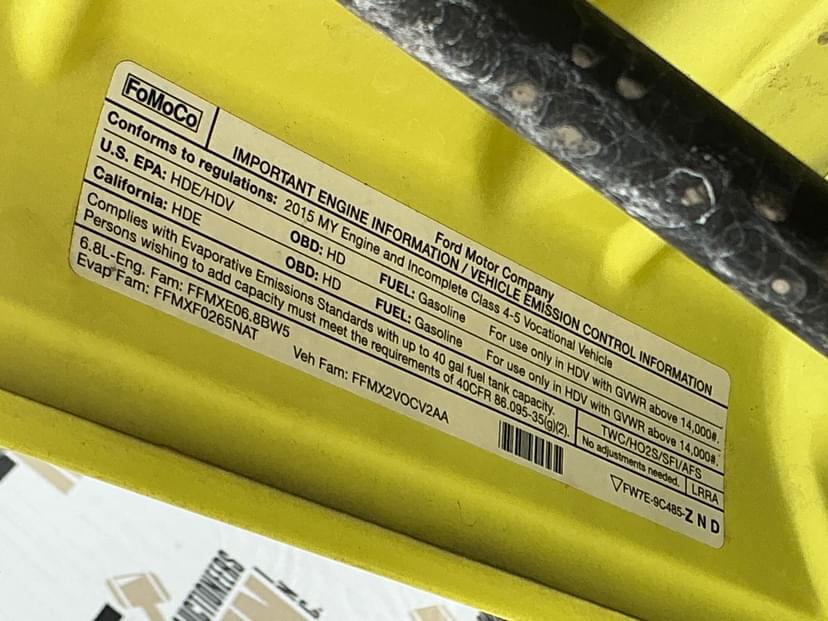 FoMoCo
Ford Motor Company
IMPORTANT ENGINE INFORMATION / VEHICLE EMISSION CONTROL INFORMATION
Conforms to regulations: 2015 MY Engine and Incomplete Class 4-5 Vocational Vehicle
U.S. EPA: HDE/HDV OBD: HD FUEL: Gasoline For use only in HDV with GVWR above 14,000#.
California: HDE OBD: HD FUEL: Gasoline For use only in HDV with GVWR above 14,000#.
Complies with Evaporative Emissions Standards with up to 40 gal fuel tank capacity.
Persons wishing to add capacity must meet the requirements of 40CFR 86.095-35(g)(2).
TWC/HO2S/SFI/AFS
No adjustments needed.
LRRA
6.8L-Eng. Fam: FFMXE06.8BW5
Evap Fam: FFMXF0265NAT
Veh Fam: FFMX2VOCV2AA
▽FW7E-9C485-Z N D
CTIONEERS